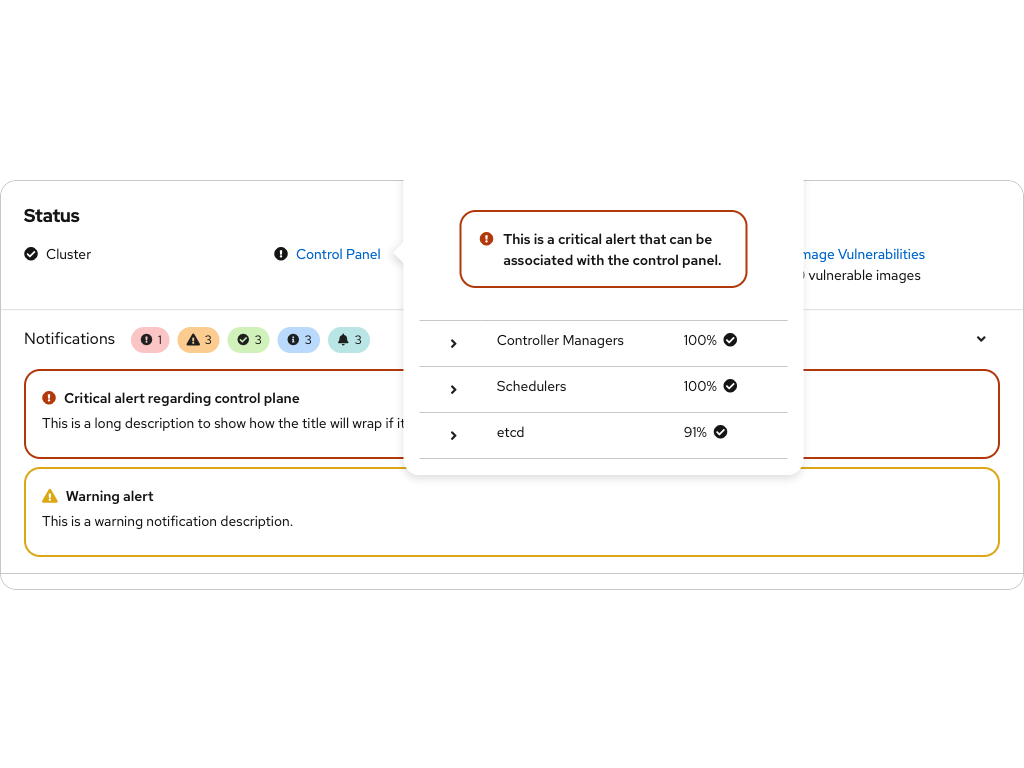 Status
Cluster
Control Panel
Vulnerabilities
vulnerable images
This is a critical alert that can be
associated with the control panel.
Notifications
1
3
3
3
3
Controller Managers 100%
Schedulers 100%
etcd 91%
Critical alert regarding control plane
This is a long description to show how the title will wrap if it
Warning alert
This is a warning notification description.